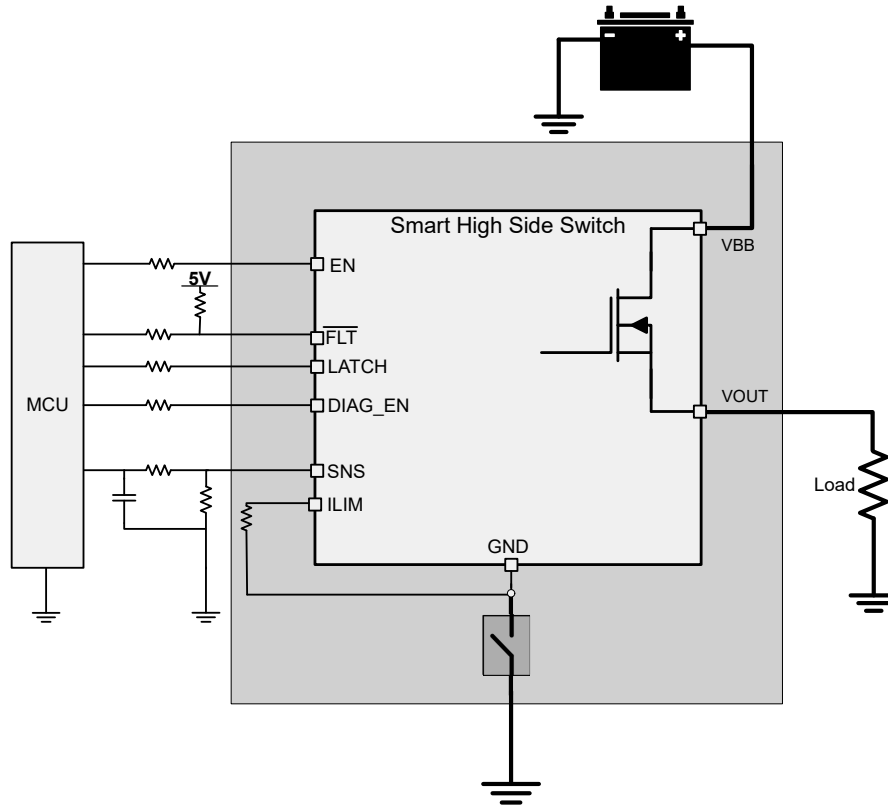 Smart High Side Switch
VBB
EN
5V
FLT
LATCH
MCU
DIAG_EN
VOUT
SNS
Load
ILIM
GND